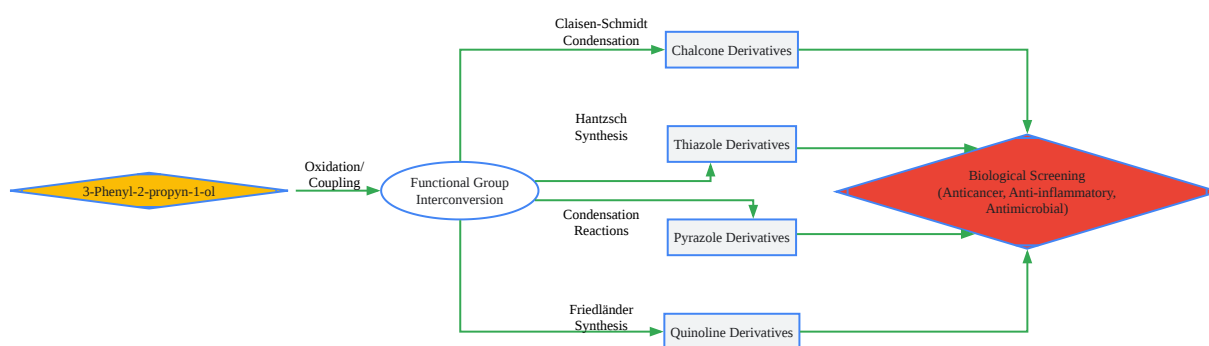 Claisen-Schmidt
Condensation
Chalcone Derivatives
Hantzsch
Synthesis
Thiazole Derivatives
Oxidation/
Coupling
3-Phenyl-2-propyn-1-ol
Functional Group
Interconversion
Biological Screening
(Anticancer, Anti-inflammatory,
Antimicrobial)
Condensation
Reactions
Pyrazole Derivatives
Friedländer
Synthesis
Quinoline Derivatives